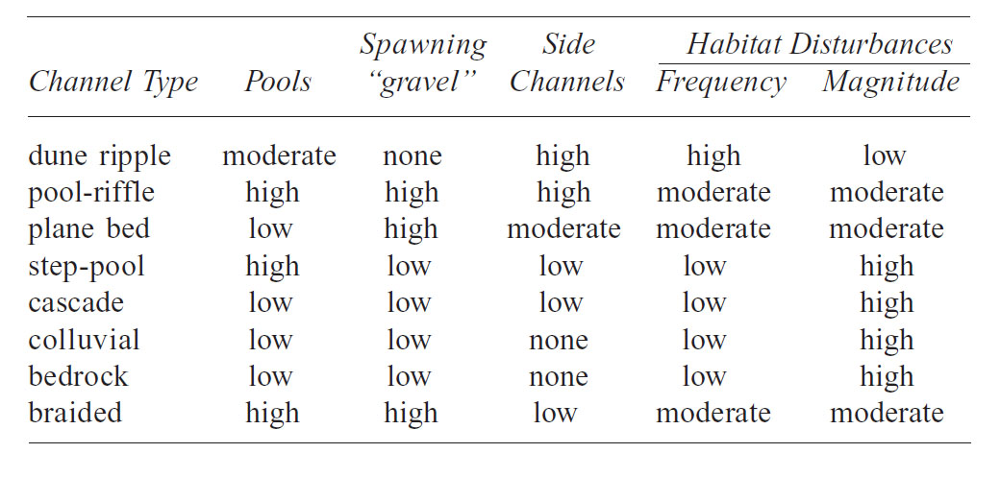 Spawning Side Habitat Disturbances
Channel Type Pools “gravel” Channels Frequency Magnitude
dune ripple moderate none high high low
pool-riffle high high high moderate moderate
plane bed low high moderate moderate moderate
step-pool high low low low high
cascade low low low low high
colluvial low low none low high
bedrock low low none low high
braided high high low moderate moderate